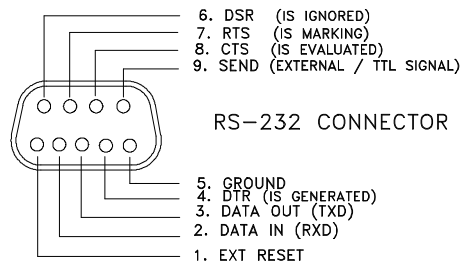 6. DSR (IS IGNORED)
7. RTS (IS MARKING)
8. CTS (IS EVALUATED)
9. SEND (EXTERNAL / TTL SIGNAL)
RS-232 CONNECTOR
5. GROUND
4. DTR (IS GENERATED)
3. DATA OUT (TXD)
2. DATA IN (RXD)
1. EXT RESET